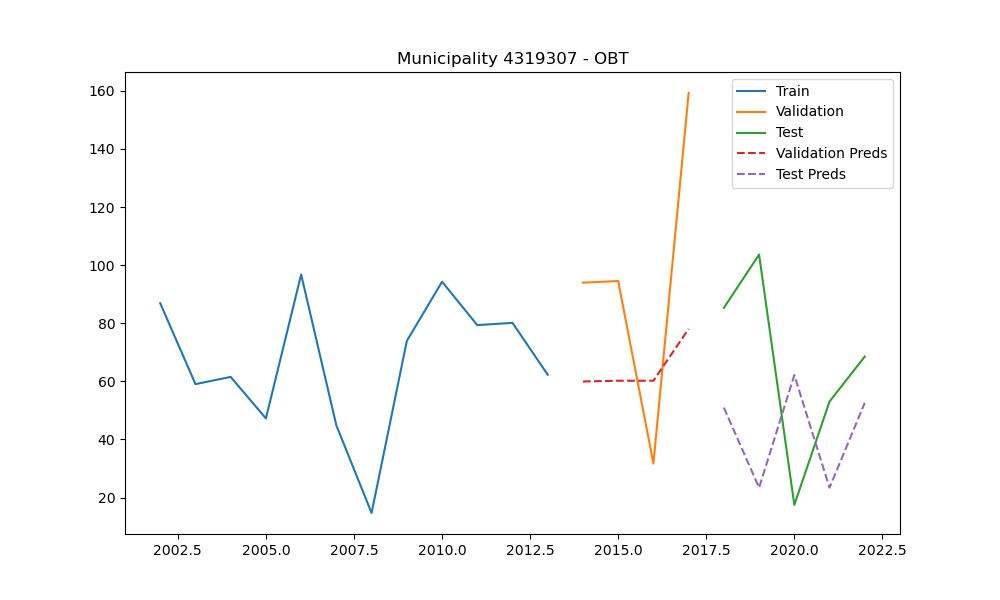 Municipality 4319307 - OBT
160
140
120
100
80
60
40
20
Train
Validation
Test
Validation Preds
Test Preds
2002.5 2005.0 2007.5 2010.0 2012.5 2015.0 2017.5 2020.0 2022.5